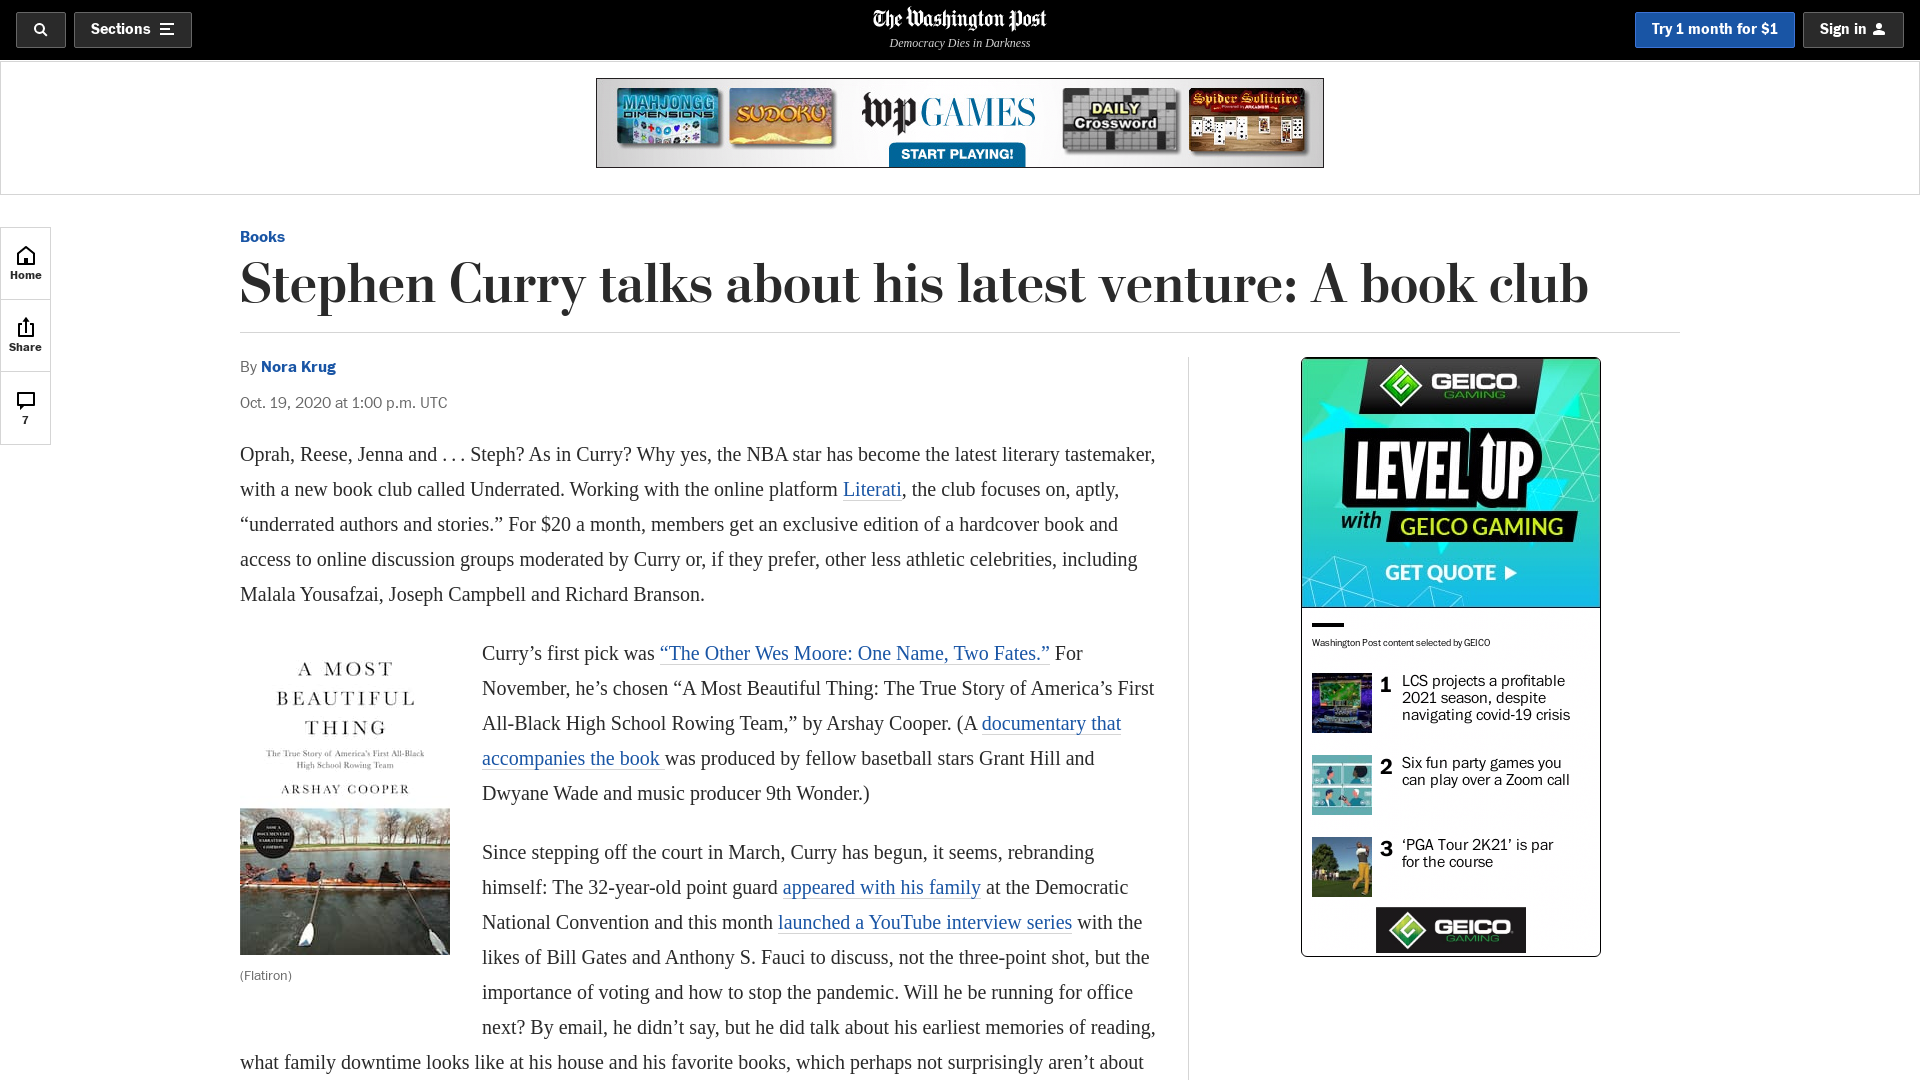 Sections
The Washington Post
Democracy Dies in Darkness
Try 1 month for $1
Sign in
MAHJONGG
DIMENSIONS
SUDOKU
wp GAMES
START PLAYING!
DAILY
Crossword
Spider Solitaire
Home
Share
7
Books
Stephen Curry talks about his latest venture: A book club
By Nora Krug
Oct. 19, 2020 at 1:00 p.m. UTC
Oprah, Reese, Jenna and . . . Steph? As in Curry? Why yes, the NBA star has become the latest literary tastemaker,
with a new book club called Underrated. Working with the online platform Literati, the club focuses on, aptly,
“underrated authors and stories.” For $20 a month, members get an exclusive edition of a hardcover book and
access to online discussion groups moderated by Curry or, if they prefer, other less athletic celebrities, including
Malala Yousafzai, Joseph Campbell and Richard Branson.
A MOST
BEAUTIFUL
THING
The True Story of America’s First All-Black
High School Rowing Team
ARSHAY COOPER
(Flatiron)
Curry’s first pick was “The Other Wes Moore: One Name, Two Fates.” For
November, he’s chosen “A Most Beautiful Thing: The True Story of America’s First
All-Black High School Rowing Team,” by Arshay Cooper. (A documentary that
accompanies the book was produced by fellow basketball stars Grant Hill and
Dwyane Wade and music producer 9th Wonder.)
Since stepping off the court in March, Curry has begun, it seems, rebranding
himself: The 32-year-old point guard appeared with his family at the Democratic
National Convention and this month launched a YouTube interview series with the
likes of Bill Gates and Anthony S. Fauci to discuss, not the three-point shot, but the
importance of voting and how to stop the pandemic. Will he be running for office
next? By email, he didn’t say, but he did talk about his earliest memories of reading,
what family downtime looks like at his house and his favorite books, which perhaps not surprisingly aren’t about
GEICO
GAMING
LEVEL UP
with GEICO GAMING
GET QUOTE
Washington Post content selected by GEICO
1 LCS projects a profitable
2021 season, despite
navigating covid-19 crisis
2 Six fun party games you
can play over a Zoom call
3 ‘PGA Tour 2K21’ is par
for the course
GEICO
GAMING